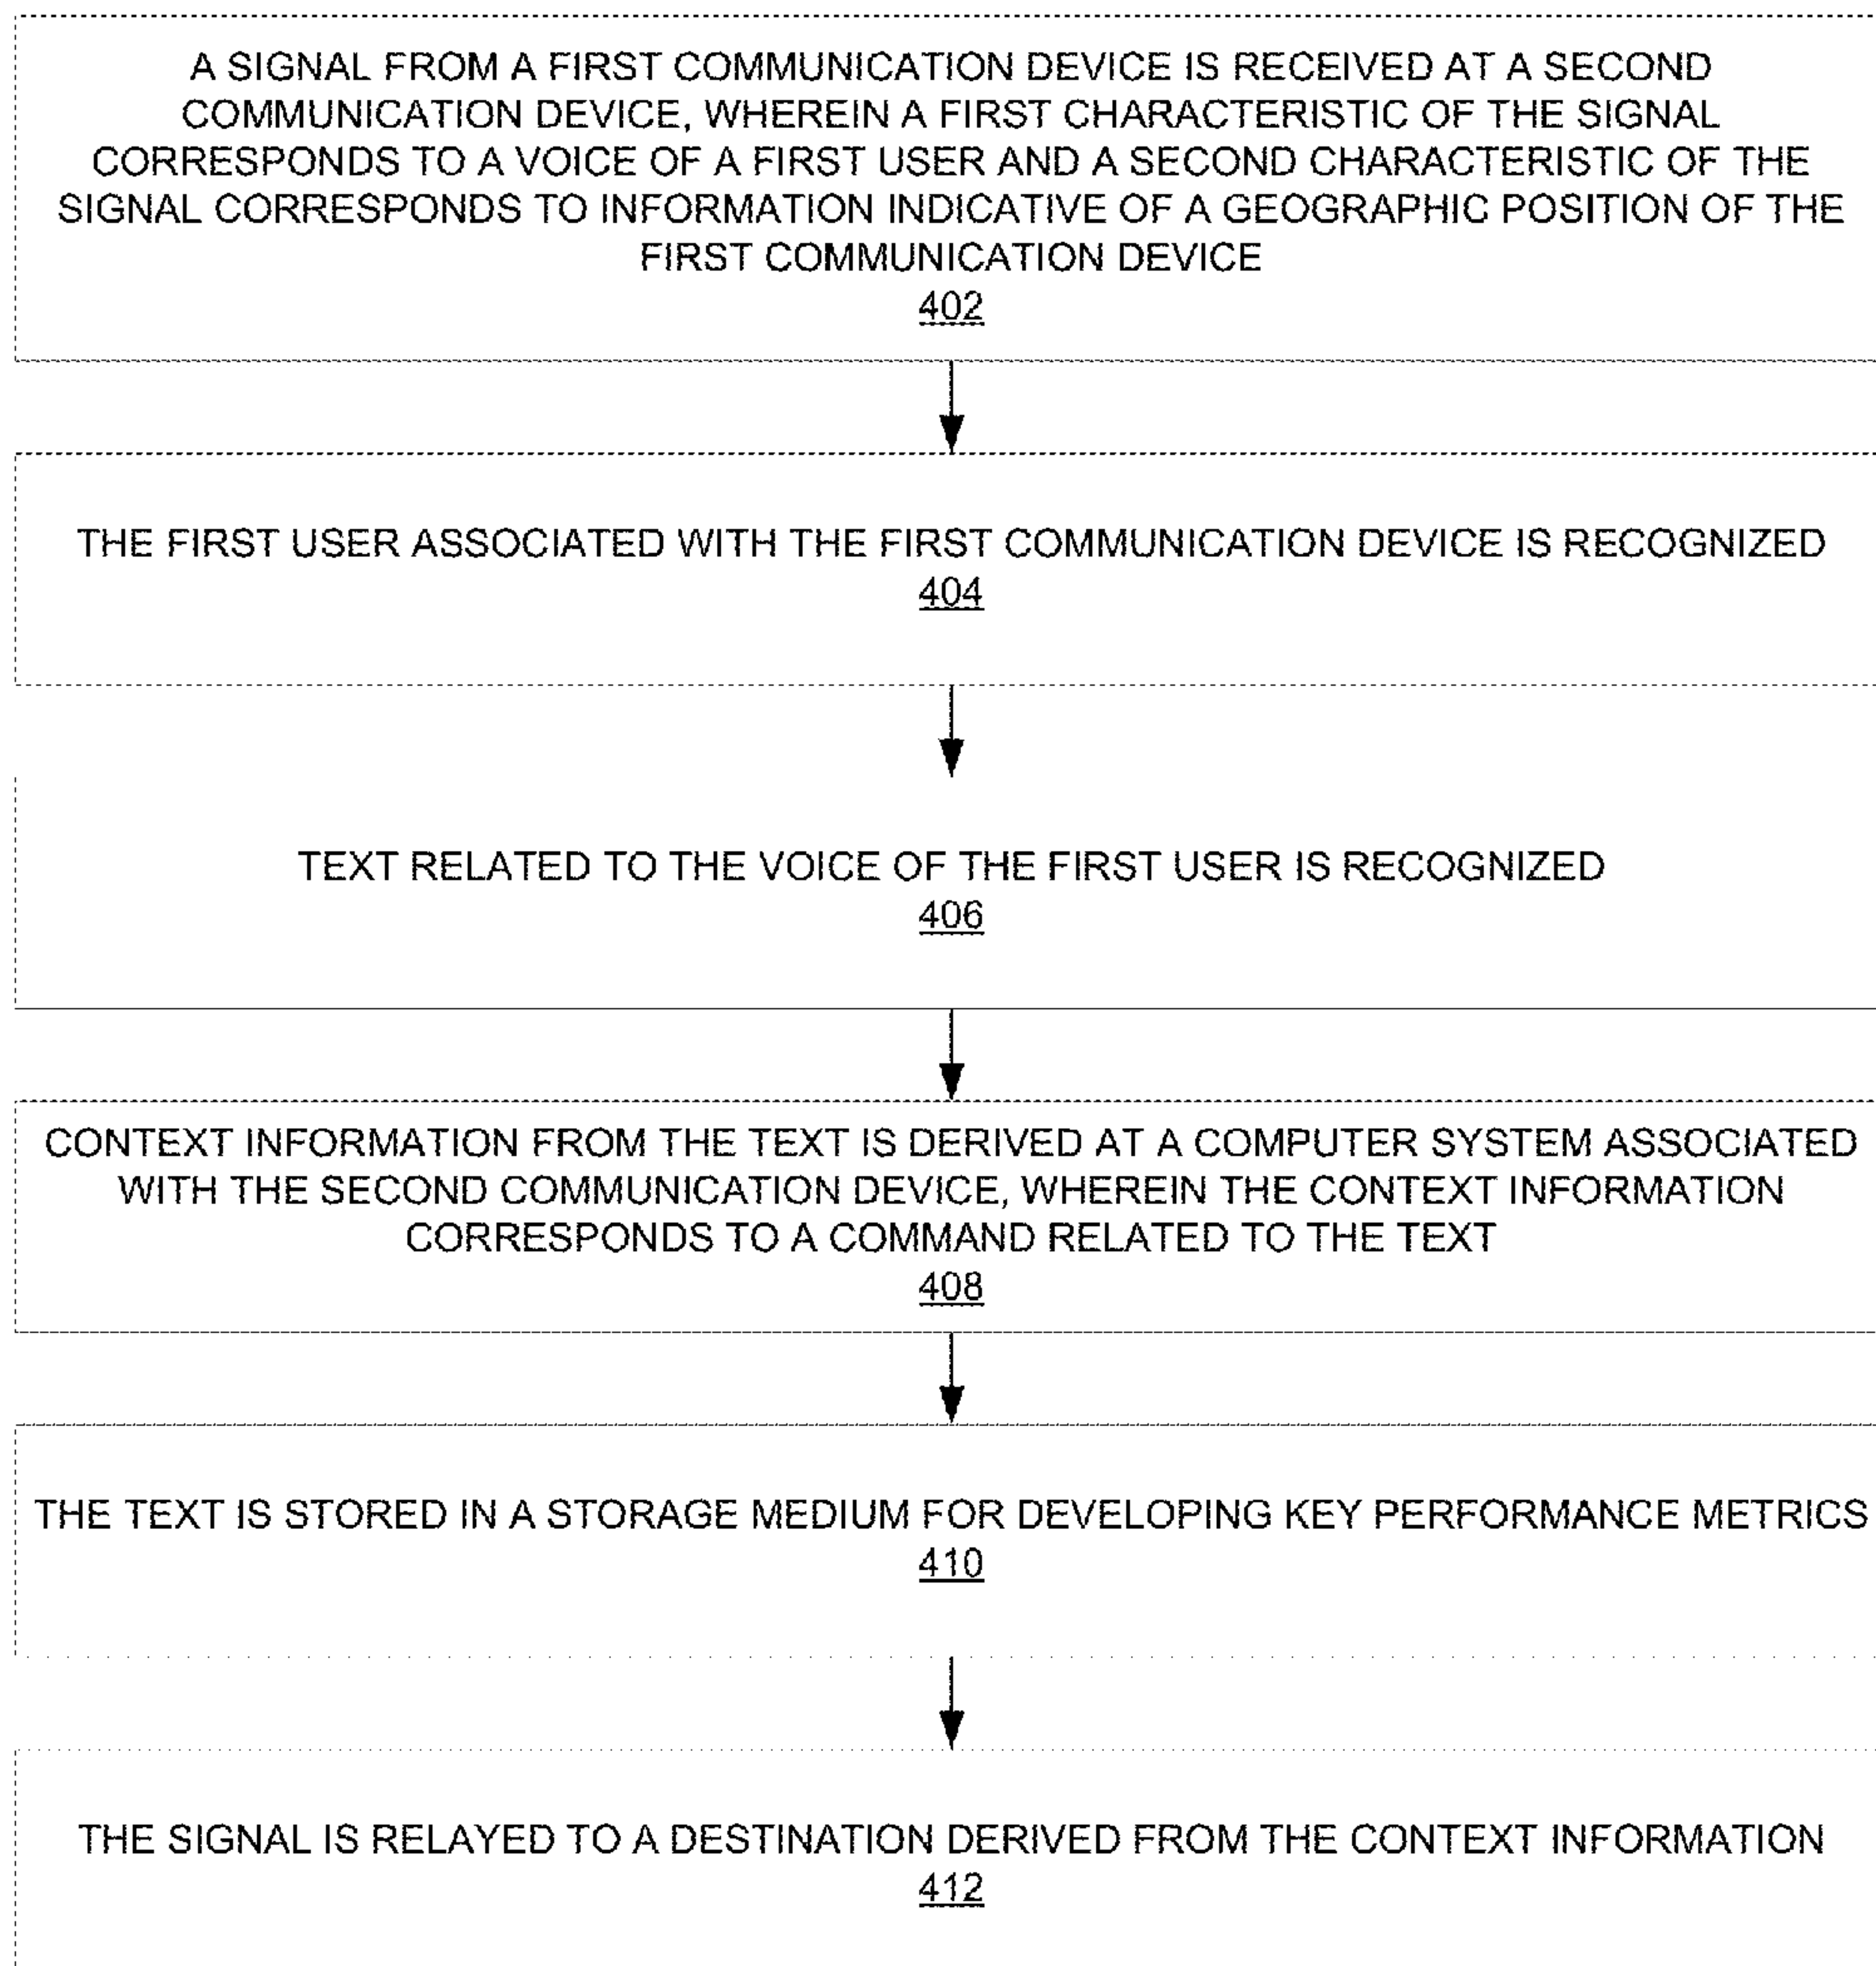 A SIGNAL FROM A FIRST COMMUNICATION DEVICE IS RECEIVED AT A SECOND
COMMUNICATION DEVICE, WHEREIN A FIRST CHARACTERISTIC OF THE SIGNAL
CORRESPONDS TO A VOICE OF A FIRST USER AND A SECOND CHARACTERISTIC OF THE
SIGNAL CORRESPONDS TO INFORMATION INDICATIVE OF A GEOGRAPHIC POSITION OF THE
FIRST COMMUNICATION DEVICE
402
THE FIRST USER ASSOCIATED WITH THE FIRST COMMUNICATION DEVICE IS RECOGNIZED
404
TEXT RELATED TO THE VOICE OF THE FIRST USER IS RECOGNIZED
406
CONTEXT INFORMATION FROM THE TEXT IS DERIVED AT A COMPUTER SYSTEM ASSOCIATED
WITH THE SECOND COMMUNICATION DEVICE, WHEREIN THE CONTEXT INFORMATION
CORRESPONDS TO A COMMAND RELATED TO THE TEXT
408
THE TEXT IS STORED IN A STORAGE MEDIUM FOR DEVELOPING KEY PERFORMANCE METRICS
410
THE SIGNAL IS RELAYED TO A DESTINATION DERIVED FROM THE CONTEXT INFORMATION
412